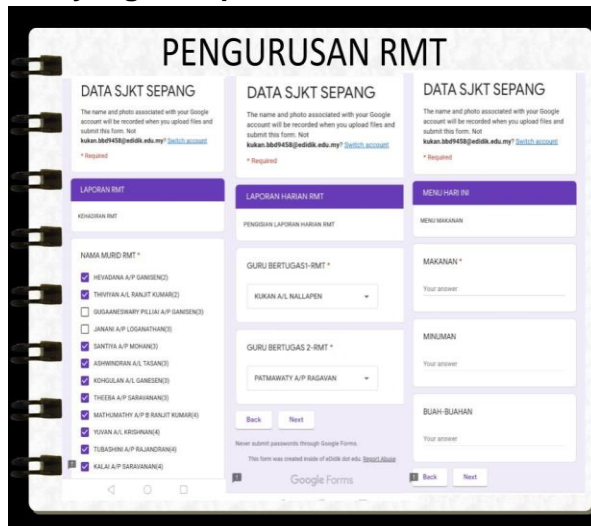 PENGURUSAN RMT
DATA SJKT SEPANG
The name and photo associated with your Google
account will be recorded when you upload files and
submit this form. Not
kukan.bbd9458@edidik.edu.my? Switch account
* Required
LAPORAN RMT
KEHADIRAN RMT
NAMA MURID RMT *
HEVADANA A/P GANISEN(2)
THIVIYAN A/L RANJIT KUMAR(2)
GUGAANESWARY PILLIAI A/P GANISEN(3)
JANANI A/P LOGANATHAN(3)
SANTIYA A/P MOHAN(3)
ASHWINDRAN A/L TASAN(3)
KOHGULAN A/L GANESEN(3)
THEEBA A/P SARAVANAN(3)
MATHUMATHY A/P B RANJIT KUMAR(4)
YUVAN A/L KRISHNAN(4)
TUBASHINI A/P RAJANDRAN(4)
KALAI A/P SARAVANAN(4)
DATA SJKT SEPANG
The name and photo associated with your Google
account will be recorded when you upload files and
submit this form. Not
kukan.bbd9458@edidik.edu.my? Switch account
* Required
LAPORAN HARIAN RMT
PENGISIAN LAPORAN HARIAN RMT
GURU BERTUGAS1-RMT *
KUKAN A/L NALLAPEN
GURU BERTUGAS 2-RMT *
PATMAWATY A/P RAGAVAN
Back Next
Never submit passwords through Google Forms.
This form was created inside of eDidik dot edu. Report Abuse
Google Forms
DATA SJKT SEPANG
The name and photo associated with your Google
account will be recorded when you upload files and
submit this form. Not
kukan.bbd9458@edidik.edu.my? Switch account
* Required
MENU HARI INI
MENU MAKANAN
MAKANAN *
Your answer
MINUMAN
Your answer
BUAH-BUAHAN
Your answer
Back Next